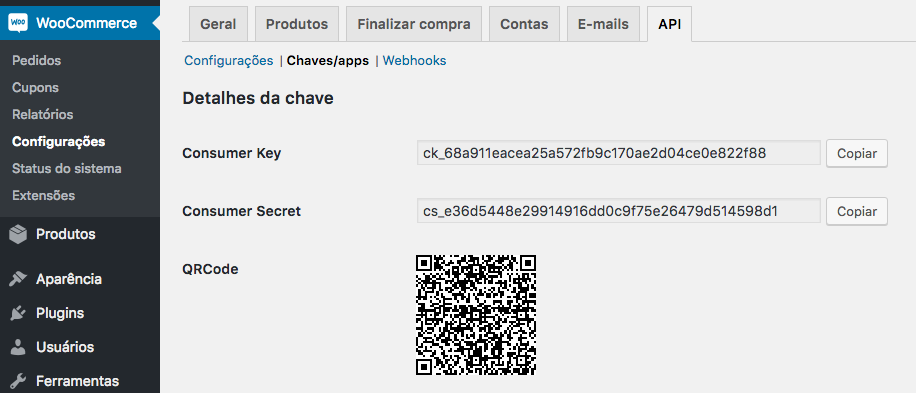 WooCommerce
Pedidos
Cupons
Relatórios
Configurações
Status do sistema
Extensões
Produtos
Aparência
Plugins
Usuários
Ferramentas
Geral Produtos Finalizar compra Contas E-mails API
Configurações | Chaves/apps | Webhooks
Detalhes da chave
Consumer Key ck_68a911eacea25a572fb9c170ae2d04ce0e822f88 Copiar
Consumer Secret cs_e36d5448e29914916dd0c9f75e26479d514598d1 Copiar
QRCode